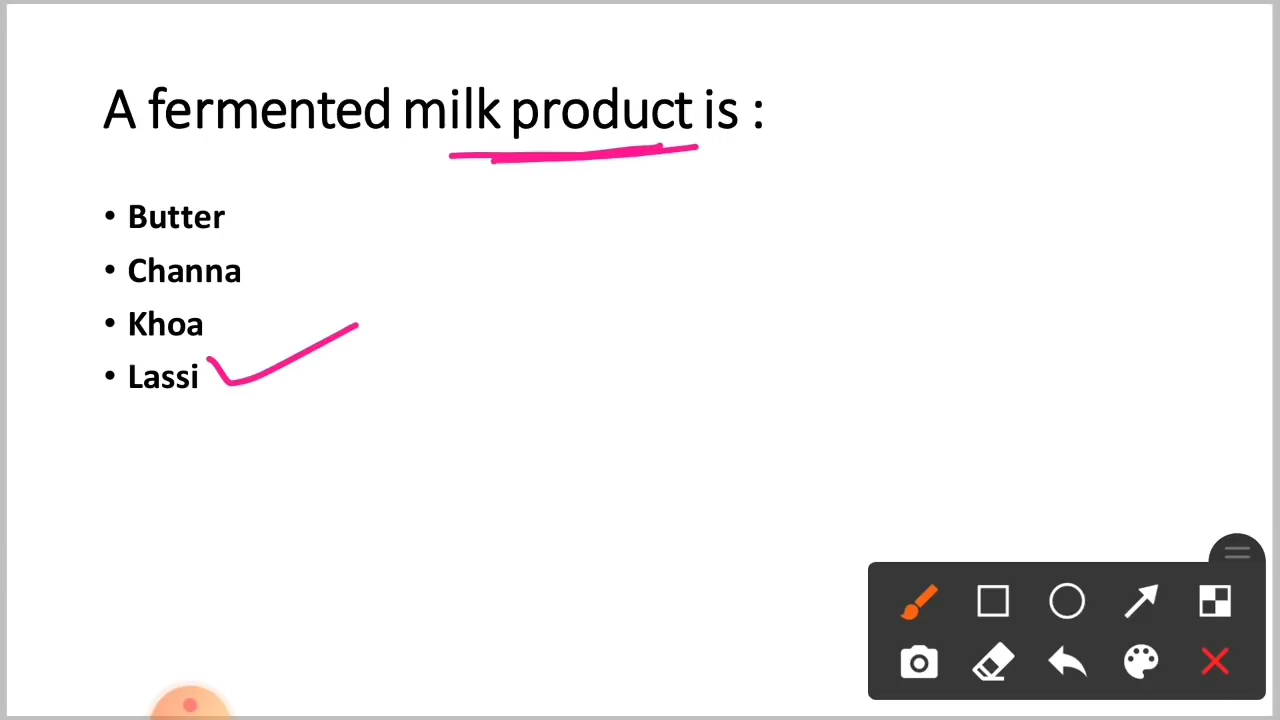 A fermented milk product is :
• Butter
• Channa
• Khoa
• Lassi